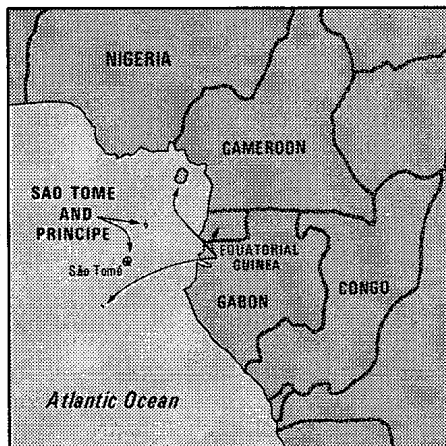 NIGERIA
CAMEROON
SAO TOME
AND
PRINCIPE
São Tomé
EQUATORIAL
GUINEA
GABON
CONGO
Atlantic Ocean